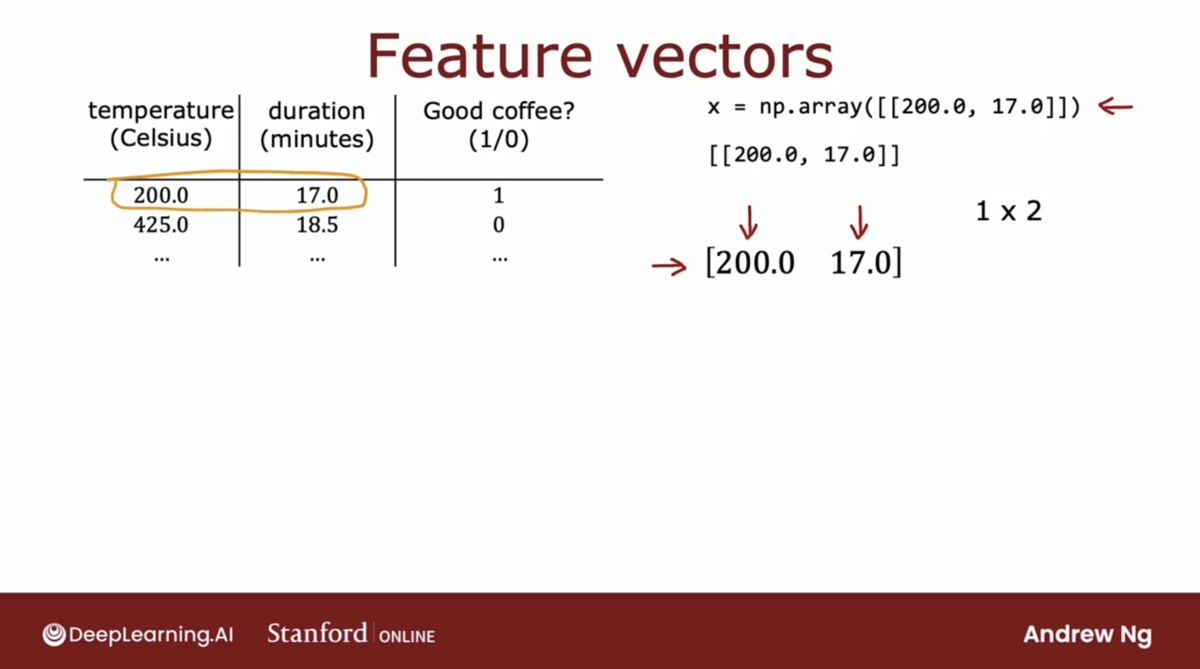 Feature vectors
temperature (Celsius) duration (minutes) Good coffee? (1/0)
200.0 17.0 1
425.0 18.5 0
... ... ...
x = np.array([[200.0, 17.0]])
[[200.0, 17.0]]
1 x 2
[200.0 17.0]
DeepLearning.AI Stanford ONLINE Andrew Ng